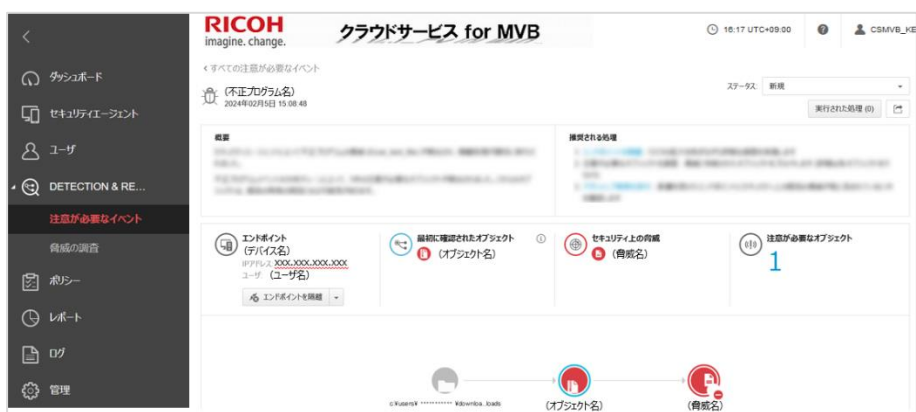 RICOH
imagine. change.
クラウドサービス for MVB
16:17 UTC+09:00
CSMVB_KE
ダッシュボード
セキュリティエージェント
ユーザ
DETECTION & RE...
注意が必要なイベント
脅威の調査
ポリシー
レポート
ログ
管理
すべての注意が必要なイベント
(不正プログラム名)
2024年02月5日 15:08:48
ステータス: 新規
実行された処理 (0)
概要
推奨される処理
エンドポイント
(デバイス名)
IPアドレス XXX.XXX.XXX.XXX
ユーザ (ユーザ名)
エンドポイントを隔離
最初に確認されたオブジェクト
(オブジェクト名)
セキュリティ上の脅威
(脅威名)
注意が必要なオブジェクト
1
c:¥users¥ *********** ¥downloa..loads
(オブジェクト名)
(脅威名)